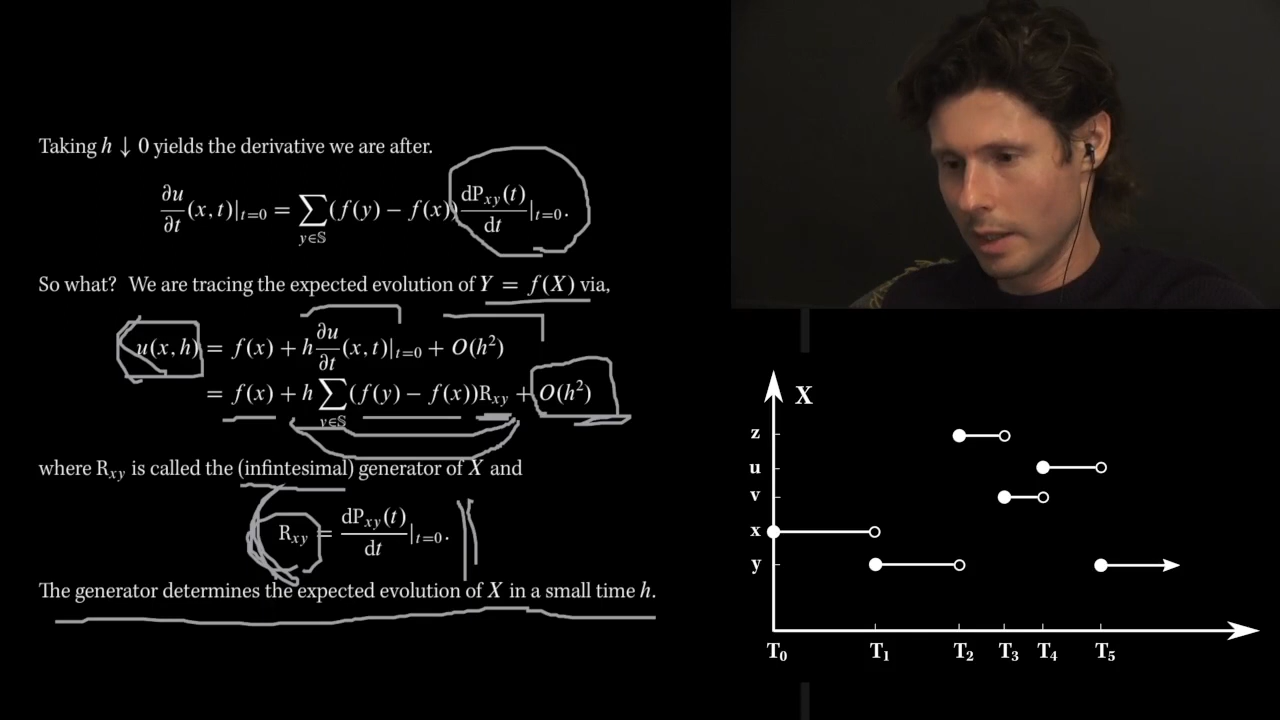 Taking h ↓ 0 yields the derivative we are after.
∂u/∂t (x, t)|t=0 = ∑y∈𝕊 (f(y) − f(x)) dPxy(t)/dt |t=0.
So what? We are tracing the expected evolution of Y = f(X) via,
u(x, h) = f(x) + h ∂u/∂t (x, t)|t=0 + O(h²)
= f(x) + h ∑y∈𝕊 (f(y) − f(x))Rxy + O(h²)
where Rxy is called the (infintesimal) generator of X and
Rxy = dPxy(t)/dt |t=0.
The generator determines the expected evolution of X in a small time h.
X
z
u
v
x
y
T0 T1 T2 T3 T4 T5